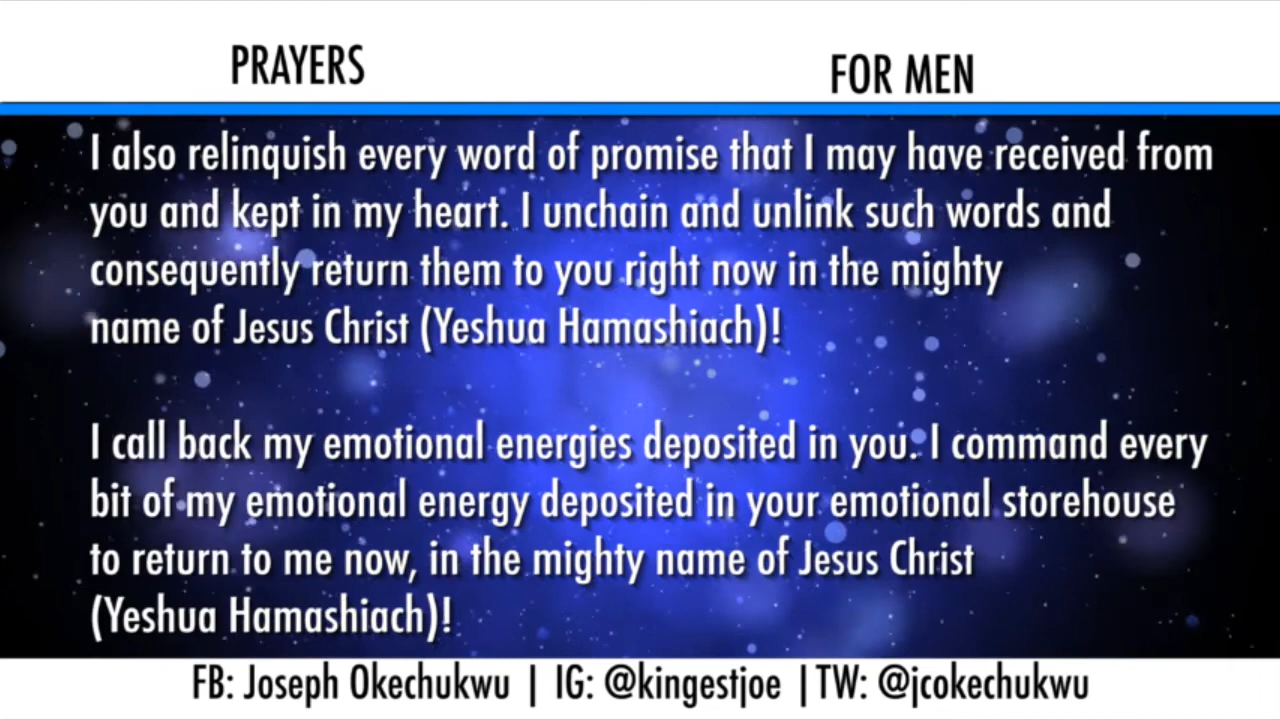 PRAYERS
FOR MEN
I also relinquish every word of promise that I may have received from
you and kept in my heart. I unchain and unlink such words and
consequently return them to you right now in the mighty
name of Jesus Christ (Yeshua Hamashiach)!
I call back my emotional energies deposited in you. I command every
bit of my emotional energy deposited in your emotional storehouse
to return to me now, in the mighty name of Jesus Christ
(Yeshua Hamashiach)!
FB: Joseph Okechukwu | IG: @kingestjoe | TW: @jcokechukwu